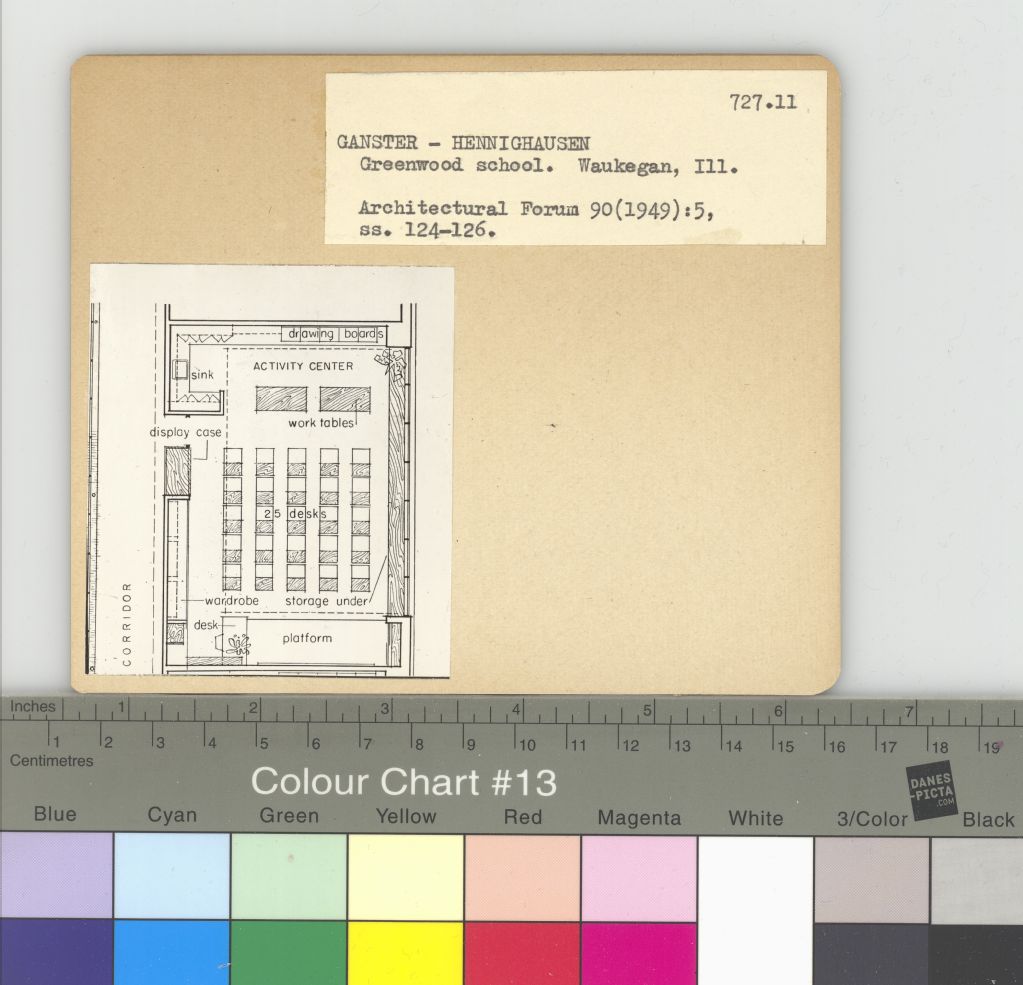 727.11
GANSTER - HENNIGHAUSEN
Greenwood school. Waukegan, Ill.
Architectural Forum 90(1949):5,
ss. 124-126.
drawing boards
sink
ACTIVITY CENTER
work tables
display case
25 desks
wardrobe
storage under
desk
platform
CORRIDOR
Inches 1 2 3 4 5 6 7
1 2 3 4 5 6 7 8 9 10 11 12 13 14 15 16 17 18 19
Centimetres
Colour Chart #13
DANES
-PICTA
.COM
Blue Cyan Green Yellow Red Magenta White 3/Color Black